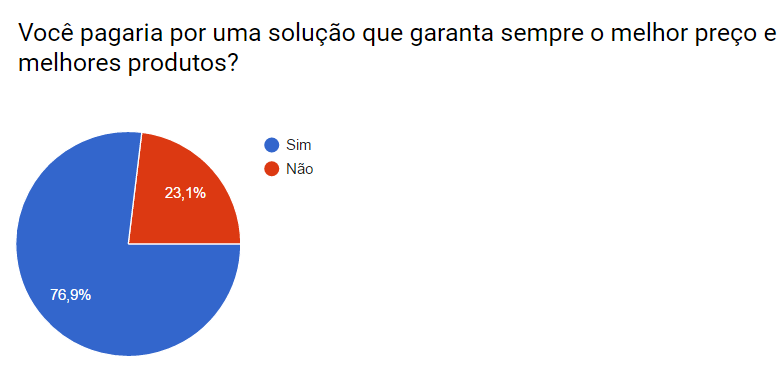 Você pagaria por uma solução que garanta sempre o melhor preço e
melhores produtos?
Sim
Não
23,1%
76,9%